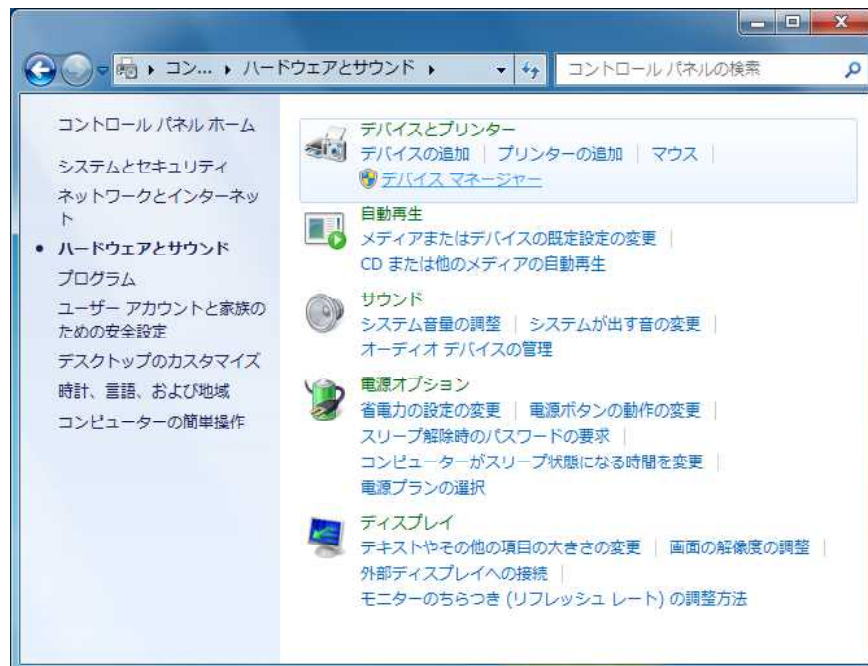 コン... ハードウェアとサウンド
コントロール パネルの検索
コントロール パネル ホーム
システムとセキュリティ
ネットワークとインターネッ
ト
ハードウェアとサウンド
プログラム
ユーザー アカウントと家族の
ための安全設定
デスクトップのカスタマイズ
時計、言語、および地域
コンピューターの簡単操作
デバイスとプリンター
デバイスの追加 | プリンターの追加 | マウス |
デバイス マネージャー
自動再生
メディアまたはデバイスの既定設定の変更 |
CD または他のメディアの自動再生
サウンド
システム音量の調整 | システムが出す音の変更 |
オーディオ デバイスの管理
電源オプション
省電力の設定の変更 | 電源ボタンの動作の変更 |
スリープ解除時のパスワードの要求 |
コンピューターがスリープ状態になる時間を変更 |
電源プランの選択
ディスプレイ
テキストやその他の項目の大きさの変更 | 画面の解像度の調整 |
外部ディスプレイへの接続 |
モニターのちらつき (リフレッシュ レート) の調整方法